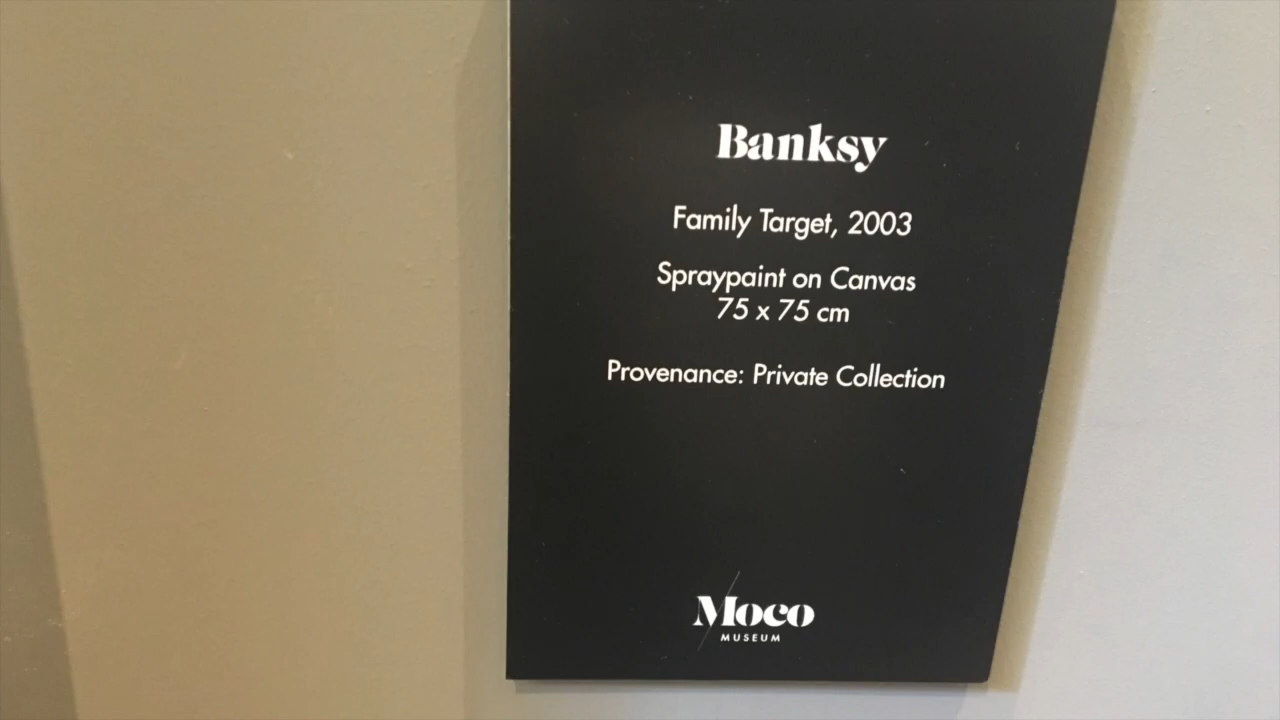 Banksy
Family Target, 2003
Spraypaint on Canvas
75 x 75 cm
Provenance: Private Collection
Moco
MUSEUM